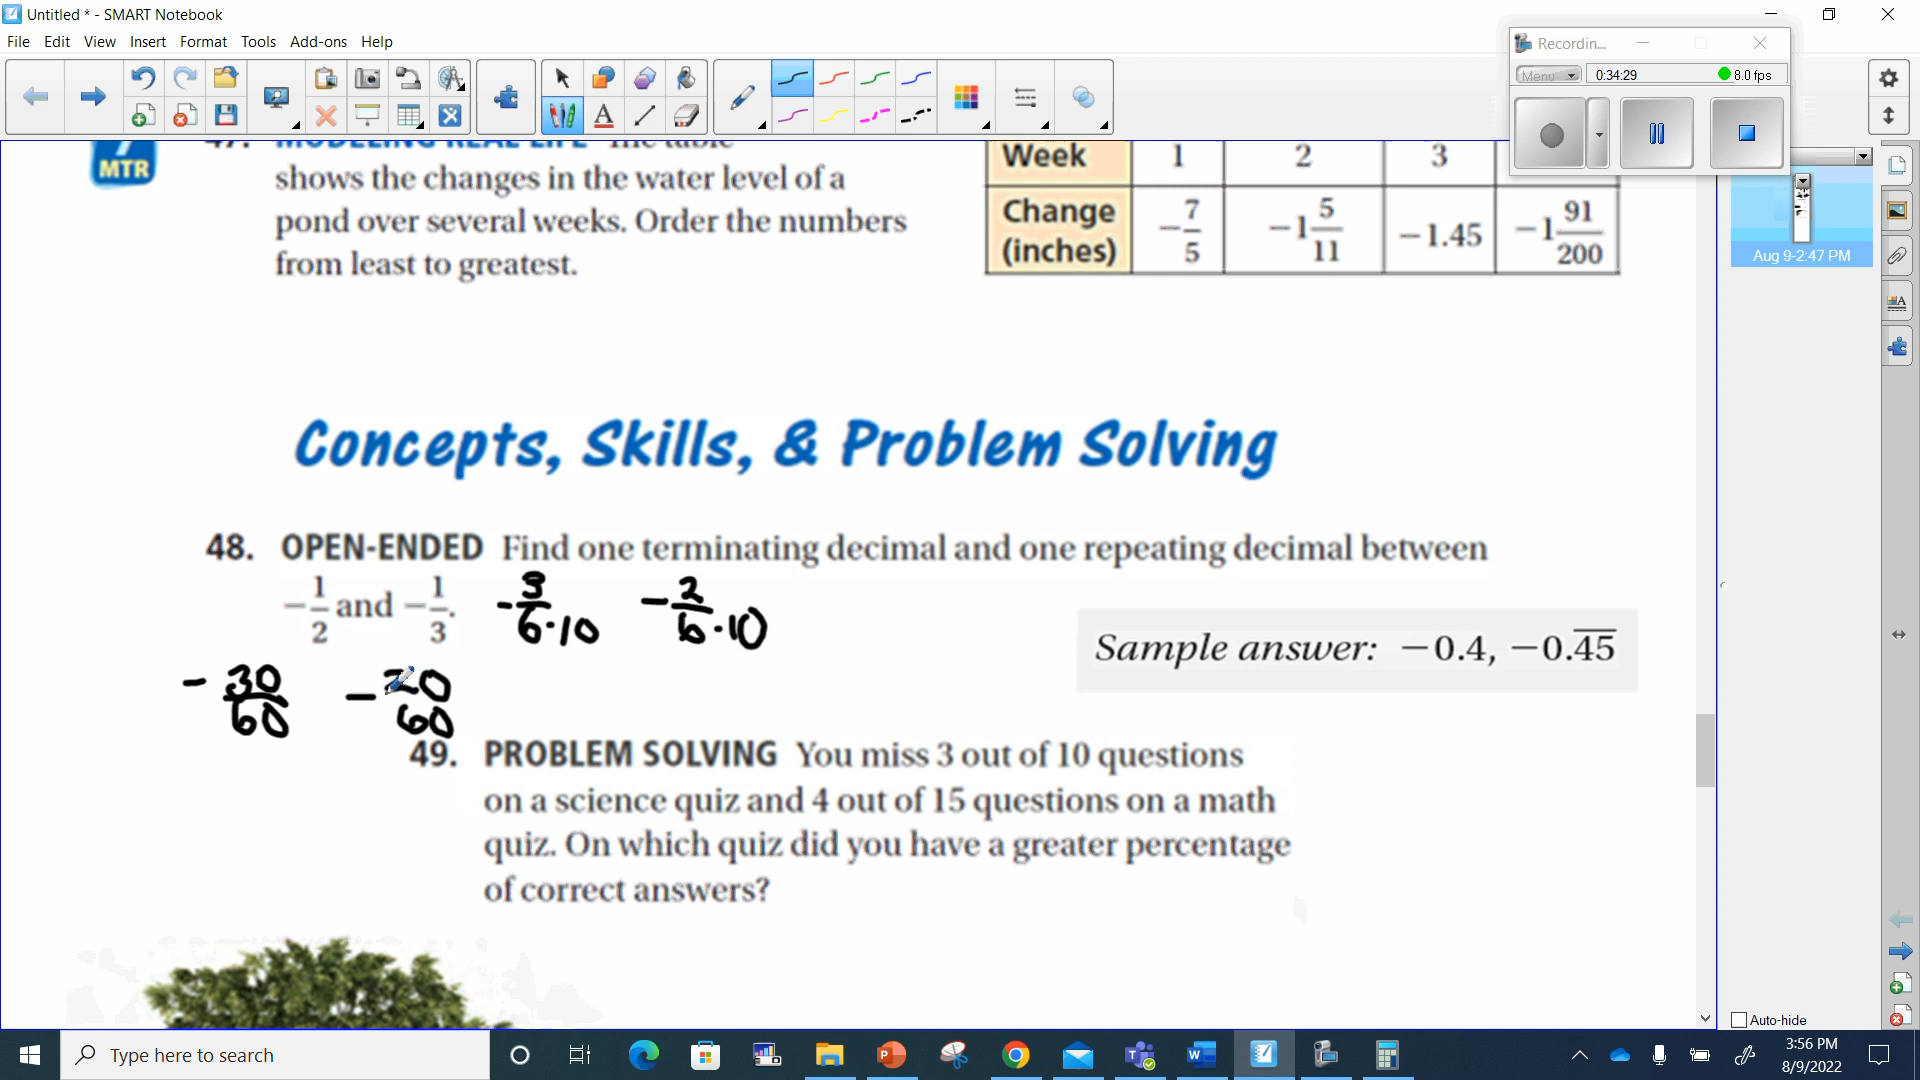 Untitled * - SMART Notebook
File Edit View Insert Format Tools Add-ons Help
Recordin...
Menu 0:34:29 8.0 fps
MTR
shows the changes in the water level of a
pond over several weeks. Order the numbers
from least to greatest.
Week 1 2 3
Change (inches) −7/5 −1 5/11 −1.45 −1 91/200
Aug 9-2:47 PM
Concepts, Skills, & Problem Solving
48. OPEN-ENDED Find one terminating decimal and one repeating decimal between
−1/2 and −1/3.
-3/6·10 -2/6·10
Sample answer: −0.4, −0.4̅5̅
-30/60 -20/60
49. PROBLEM SOLVING You miss 3 out of 10 questions
on a science quiz and 4 out of 15 questions on a math
quiz. On which quiz did you have a greater percentage
of correct answers?
Auto-hide
Type here to search
3:56 PM
8/9/2022